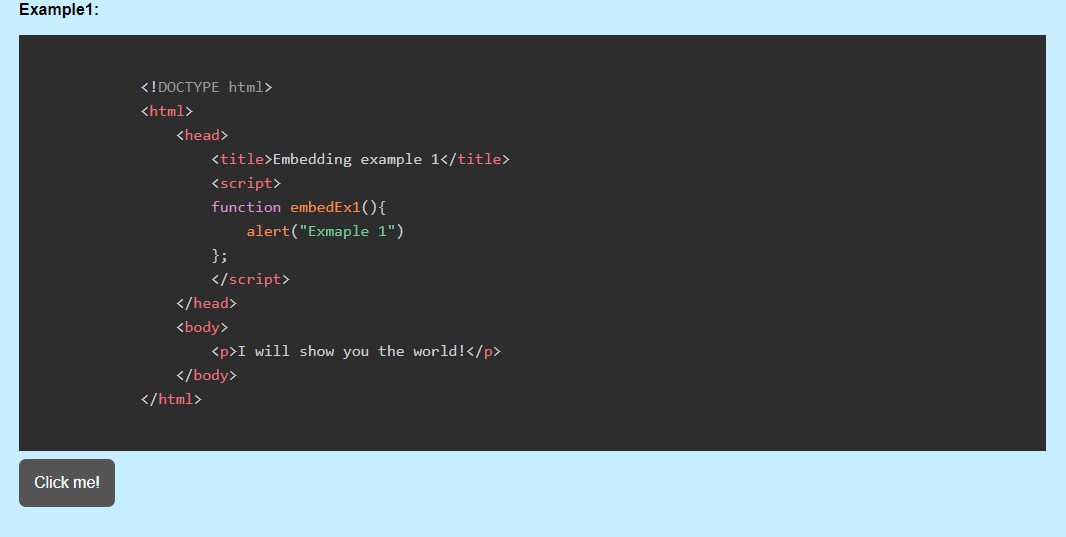 Example1:
<!DOCTYPE html>
<html>
<head>
<title>Embedding example 1</title>
<script>
function embedEx1(){
alert("Exmaple 1")
};
</script>
</head>
<body>
<p>I will show you the world!</p>
</body>
</html>
Click me!